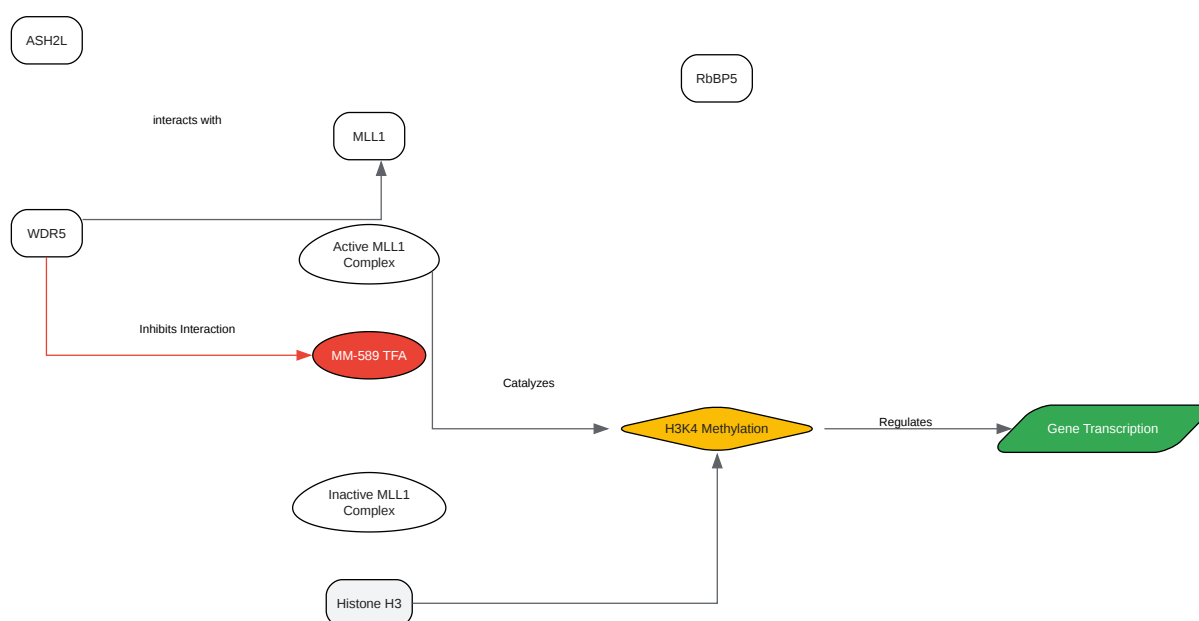 ASH2L
RbBP5
interacts with
MLL1
WDR5
Active MLL1
Complex
Inhibits Interaction
MM-589 TFA
Catalyzes
H3K4 Methylation
Regulates
Gene Transcription
Inactive MLL1
Complex
Histone H3